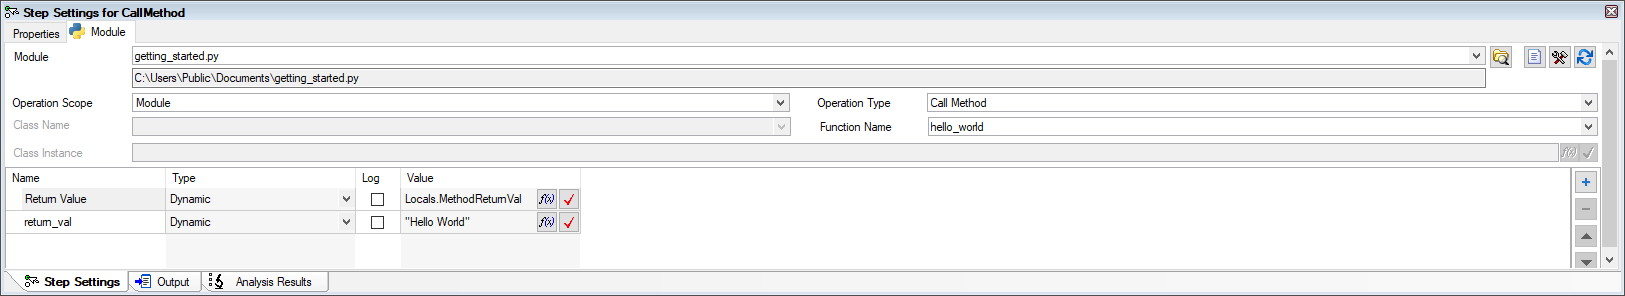 Step Settings for CallMethod
Properties
Module
Module
getting_started.py
C:\Users\Public\Documents\getting_started.py
Operation Scope
Module
Operation Type
Call Method
Class Name
Function Name
hello_world
Class Instance
f(x)
Name Type Log Value
Return Value Dynamic Locals.MethodReturnVal f(x)
return_val Dynamic "Hello World" f(x)
Step Settings
Output
Analysis Results